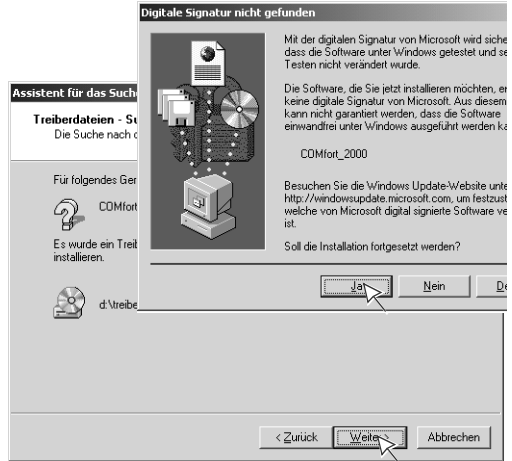 Digitale Signatur nicht gefunden
Mit der digitalen Signatur von Microsoft wird siche
dass die Software unter Windows getestet und se
Testen nicht verändert wurde.
Die Software, die Sie jetzt installieren möchten, en
keine digitale Signatur von Microsoft. Aus diesem
kann nicht garantiert werden, dass die Software
einwandfrei unter Windows ausgeführt werden ka
COMfort_2000
Besuchen Sie die Windows Update-Website unte
http://windowsupdate.microsoft.com, um festzust
welche von Microsoft digital signierte Software ve
ist.
Soll die Installation fortgesetzt werden?
Ja
Nein
De
Assistent für das Such
Treiberdateien - Su
Die Suche nach d
Für folgendes Ger
COMfort
Es wurde ein Treib
installieren.
d:\treibe
< Zurück
Weiter >
Abbrechen